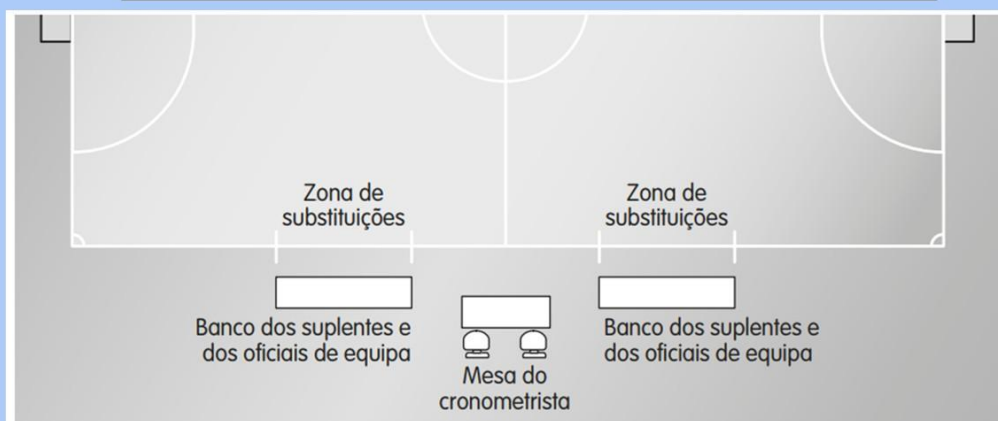 Zona de
substituições
Zona de
substituições
Banco dos suplentes e
dos oficiais de equipa
Mesa do
cronometrista
Banco dos suplentes e
dos oficiais de equipa